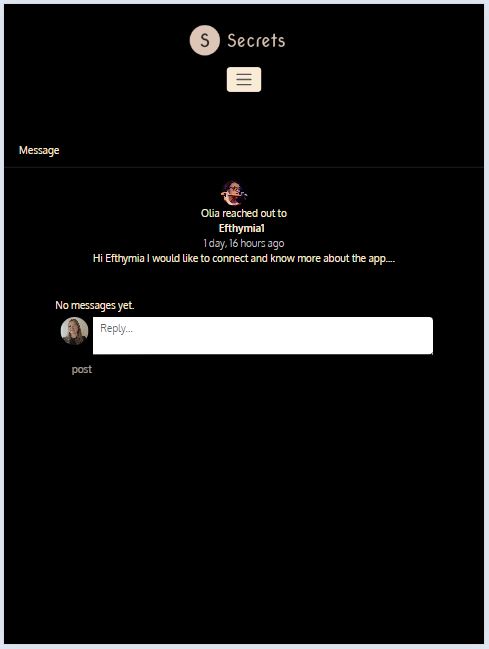 S Secrets
Message
Olia reached out to
Efthymia1
1 day, 16 hours ago
Hi Efthymia I would like to connect and know more about the app....
No messages yet.
Reply...
post